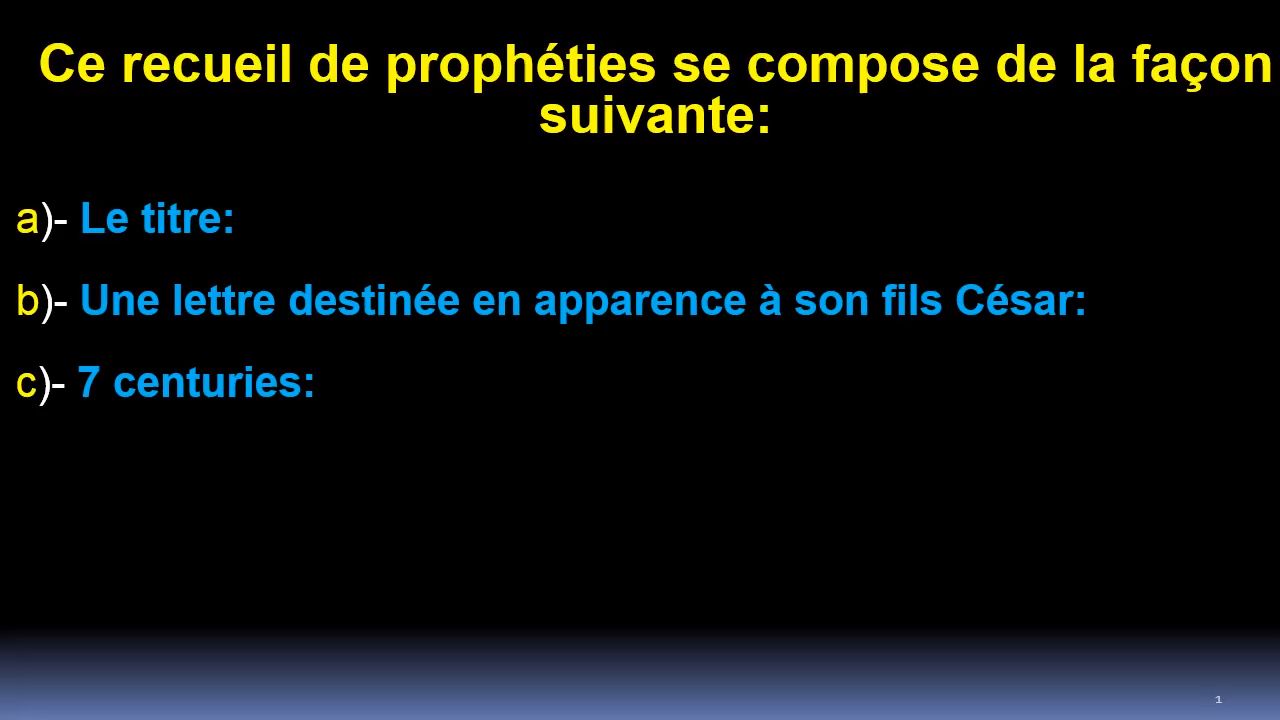 Ce recueil de prophéties se compose de la façon
suivante:
a)- Le titre:
b)- Une lettre destinée en apparence à son fils César:
c)- 7 centuries:
1